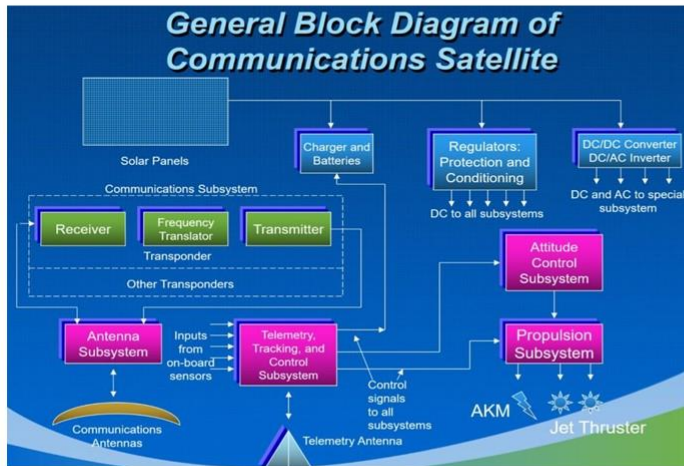 General Block Diagram of
Communications Satellite
Solar Panels
Charger and
Batteries
Regulators:
Protection and
Conditioning
DC/DC Converter
DC/AC Inverter
DC to all subsystems
DC and AC to special
subsystem
Communications Subsystem
Receiver
Frequency
Translator
Transmitter
Transponder
Other Transponders
Attitude
Control
Subsystem
Antenna
Subsystem
Inputs
from
on-board
sensors
Telemetry,
Tracking, and
Control
Subsystem
Propulsion
Subsystem
Control
signals
to all
subsystems
AKM
Jet Thruster
Communications
Antennas
Telemetry Antenna